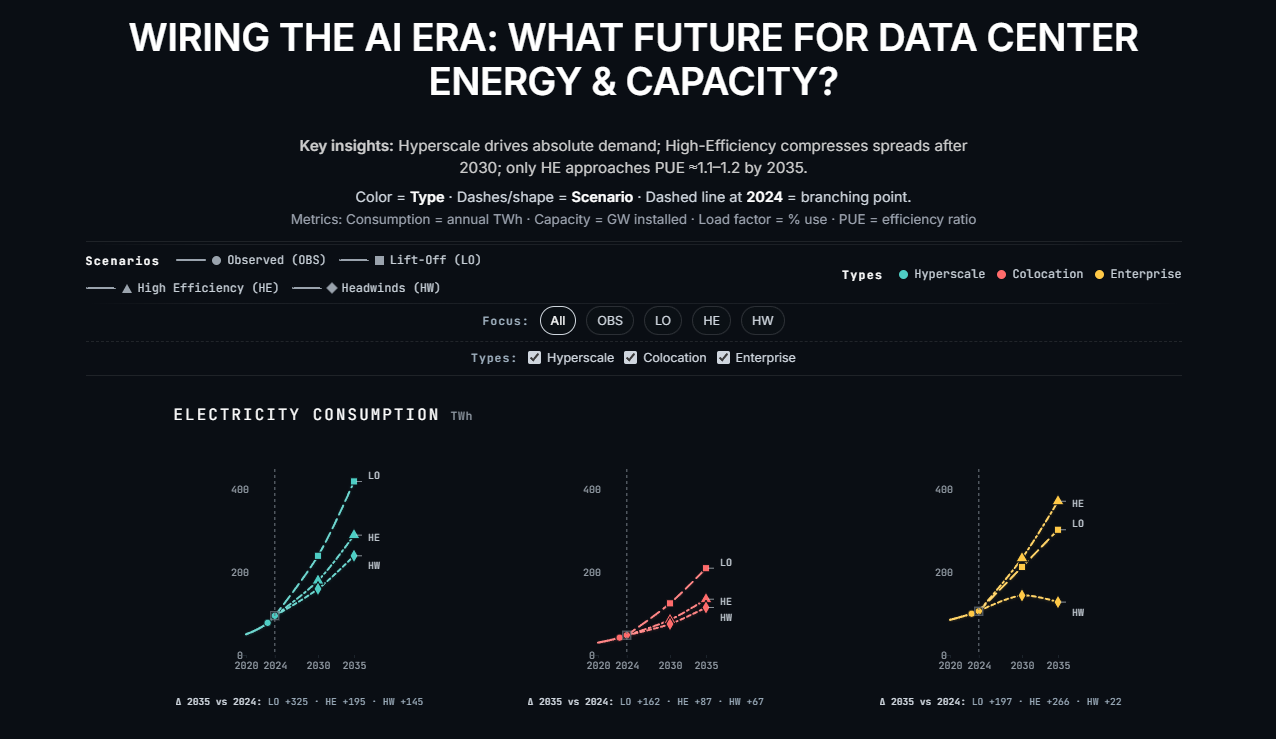 WIRING THE AI ERA: WHAT FUTURE FOR DATA CENTER
ENERGY & CAPACITY?
Key insights: Hyperscale drives absolute demand; High-Efficiency compresses spreads after
2030; only HE approaches PUE ≈1.1–1.2 by 2035.
Color = Type · Dashes/shape = Scenario · Dashed line at 2024 = branching point.
Metrics: Consumption = annual TWh · Capacity = GW installed · Load factor = % use · PUE = efficiency ratio
Scenarios Observed (OBS) Lift-Off (LO)
High Efficiency (HE) Headwinds (HW)
Types Hyperscale Colocation Enterprise
Focus: All OBS LO HE HW
Types: Hyperscale Colocation Enterprise
ELECTRICITY CONSUMPTION TWh
400
200
0
2020 2024 2030 2035
LO
HE
HW
Δ 2035 vs 2024: LO +325 · HE +195 · HW +145
400
200
0
2020 2024 2030 2035
LO
HE
HW
Δ 2035 vs 2024: LO +162 · HE +87 · HW +67
400
200
0
2020 2024 2030 2035
HE
LO
HW
Δ 2035 vs 2024: LO +197 · HE +266 · HW +22